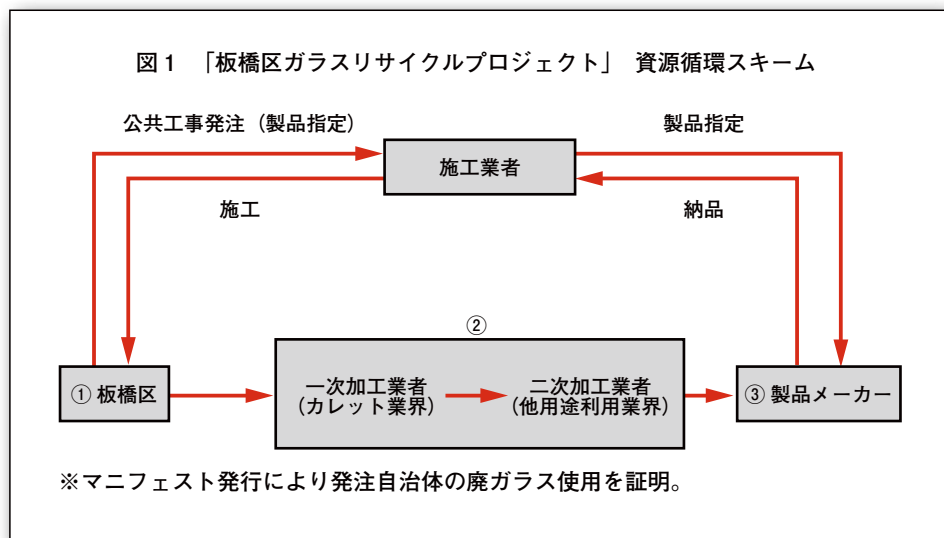 図1 「板橋区ガラスリサイクルプロジェクト」 資源循環スキーム
公共工事発注（製品指定）
製品指定
施工業者
施工
納品
②
①板橋区
一次加工業者
（カレット業界）
二次加工業者
（他用途利用業界）
③製品メーカー
※マニフェスト発行により発注自治体の廃ガラス使用を証明。